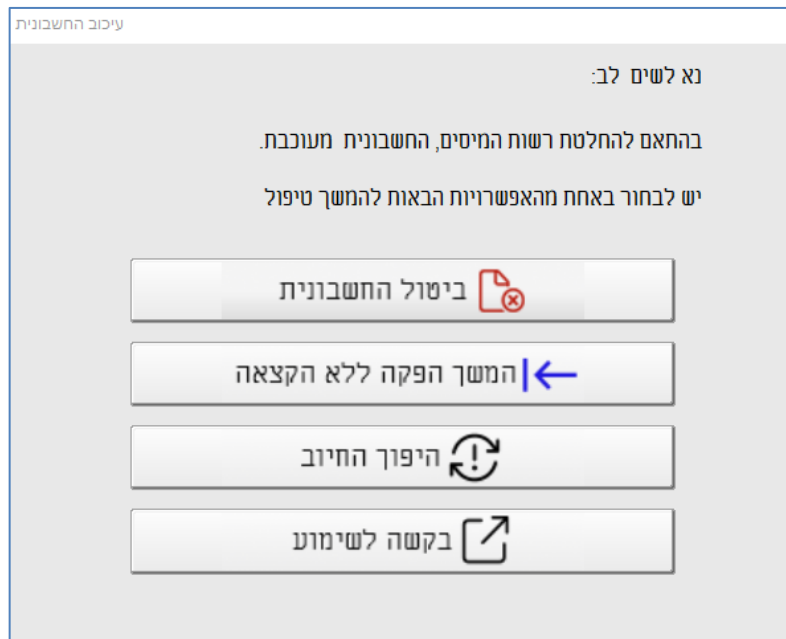 עיכוב החשבונית
נא לשים לב:
בהתאם להחלטת רשות המיסים, החשבונית מעוכבת.
יש לבחור באחת מהאפשרויות הבאות להמשך טיפול
ביטול החשבונית
המשך הפקה ללא הקצאה
היפוך החיוב
בקשה לשימוע